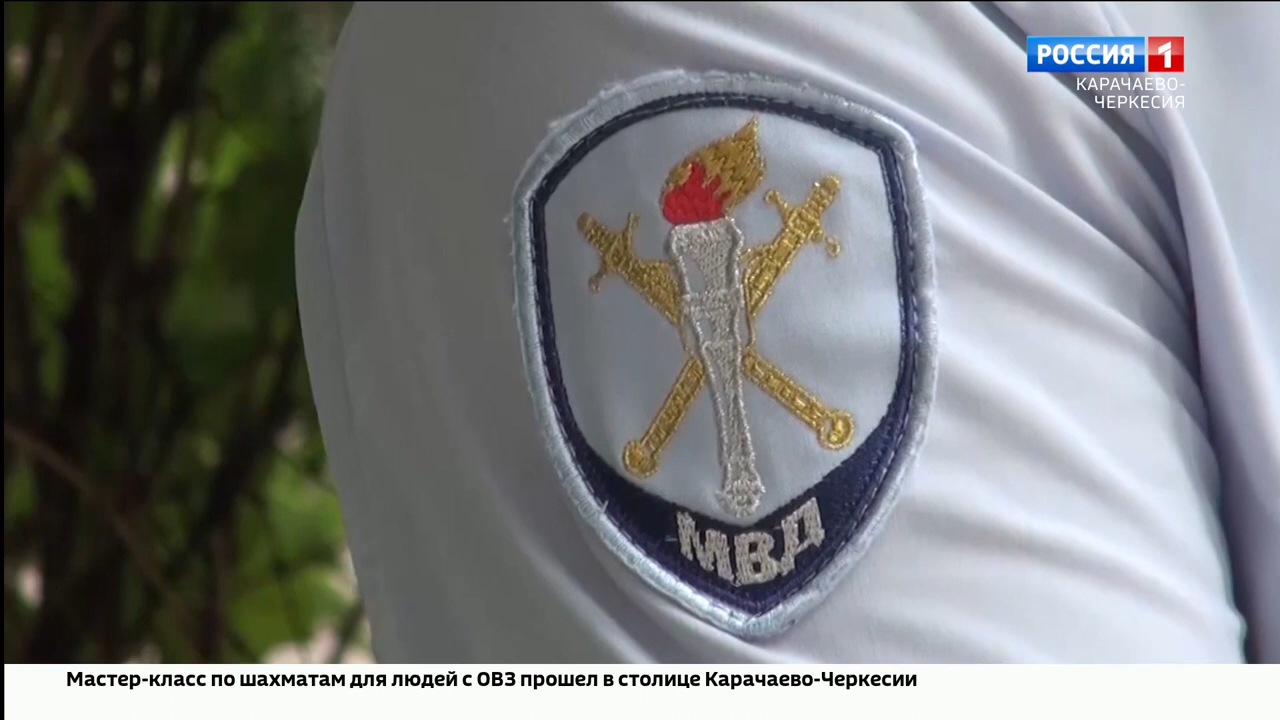 РОССИЯ 1
КАРАЧАЕВО-
ЧЕРКЕСИЯ
МВД
Мастер-класс по шахматам для людей с ОВЗ прошел в столице Карачаево-Черкесии